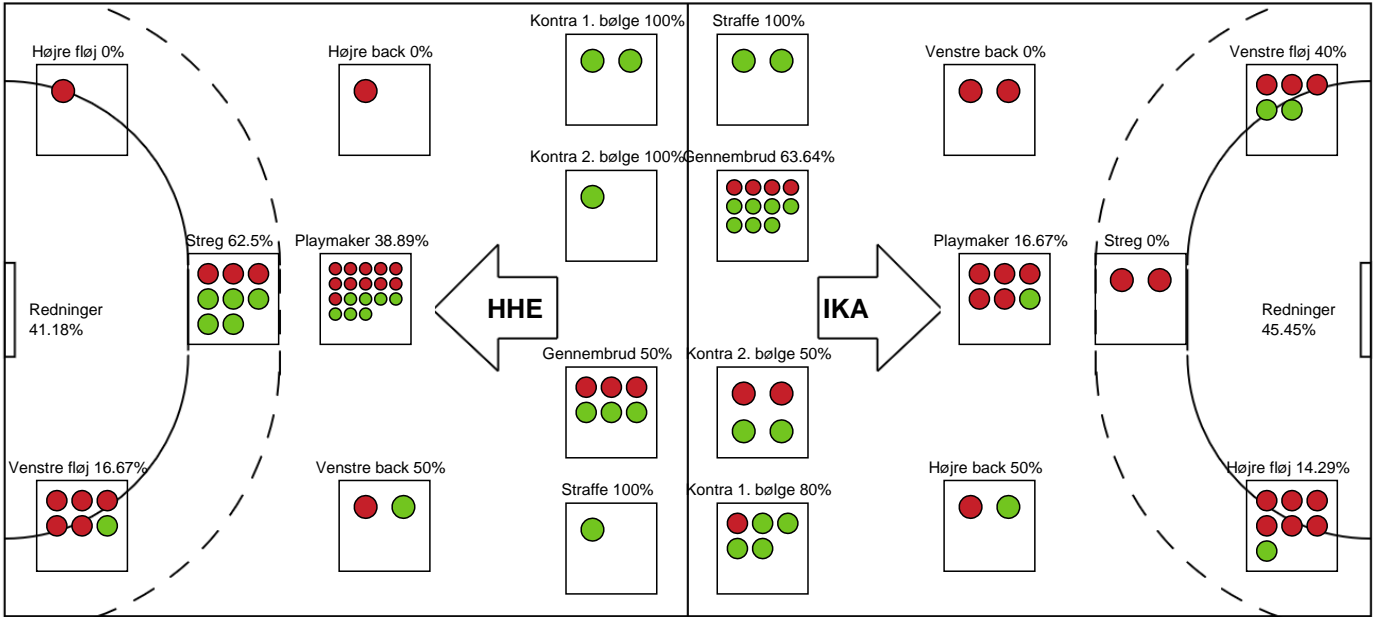 Kontra 1. bølge 100%
Straffe 100%
Højre fløj 0%
Højre back 0%
Venstre back 0%
Venstre fløj 40%
Kontra 2. bølge 100%
Gennembrud 63.64%
Streg 62.5%
Playmaker 38.89%
Playmaker 16.67%
Streg 0%
Redninger
41.18%
HHE
IKA
Redninger
45.45%
Gennembrud 50%
Kontra 2. bølge 50%
Venstre fløj 16.67%
Venstre back 50%
Straffe 100%
Kontra 1. bølge 80%
Højre back 50%
Højre fløj 14.29%